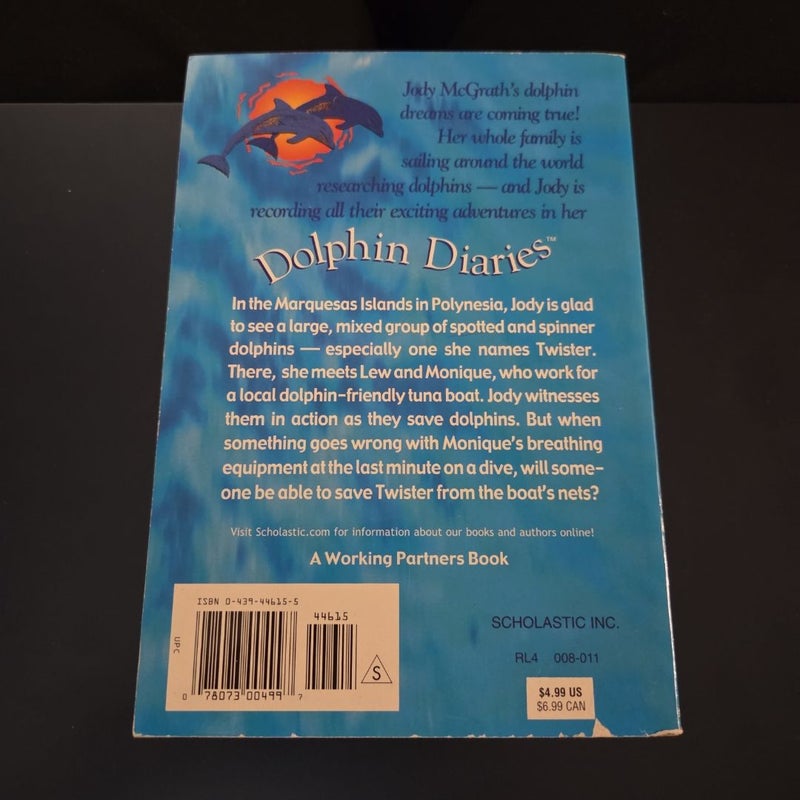 Jody McGrath's dolphin
dreams are coming true!
Her whole family is
sailing around the world
researching dolphins — and Jody is
recording all their exciting adventures in her
Dolphin Diaries™
In the Marquesas Islands in Polynesia, Jody is glad
to see a large, mixed group of spotted and spinner
dolphins — especially one she names Twister.
There, she meets Lew and Monique, who work for
a local dolphin-friendly tuna boat. Jody witnesses
them in action as they save dolphins. But when
something goes wrong with Monique's breathing
equipment at the last minute on a dive, will some-
one be able to save Twister from the boat's nets?
Visit Scholastic.com for information about our books and authors online!
A Working Partners Book
ISBN 0-439-44615-5
44615
UPC
S
0 78073 00499 7
SCHOLASTIC INC.
RL4 008-011
$4.99 US
$6.99 CAN